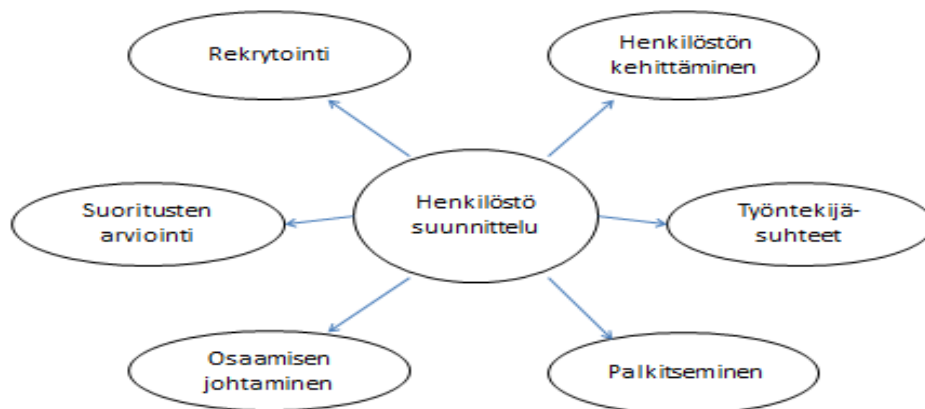 Rekrytointi
Henkilöstön
kehittäminen
Henkilöstö
suunnittelu
Suoritusten
arviointi
Työntekijä-
suhteet
Osaamisen
johtaminen
Palkitseminen